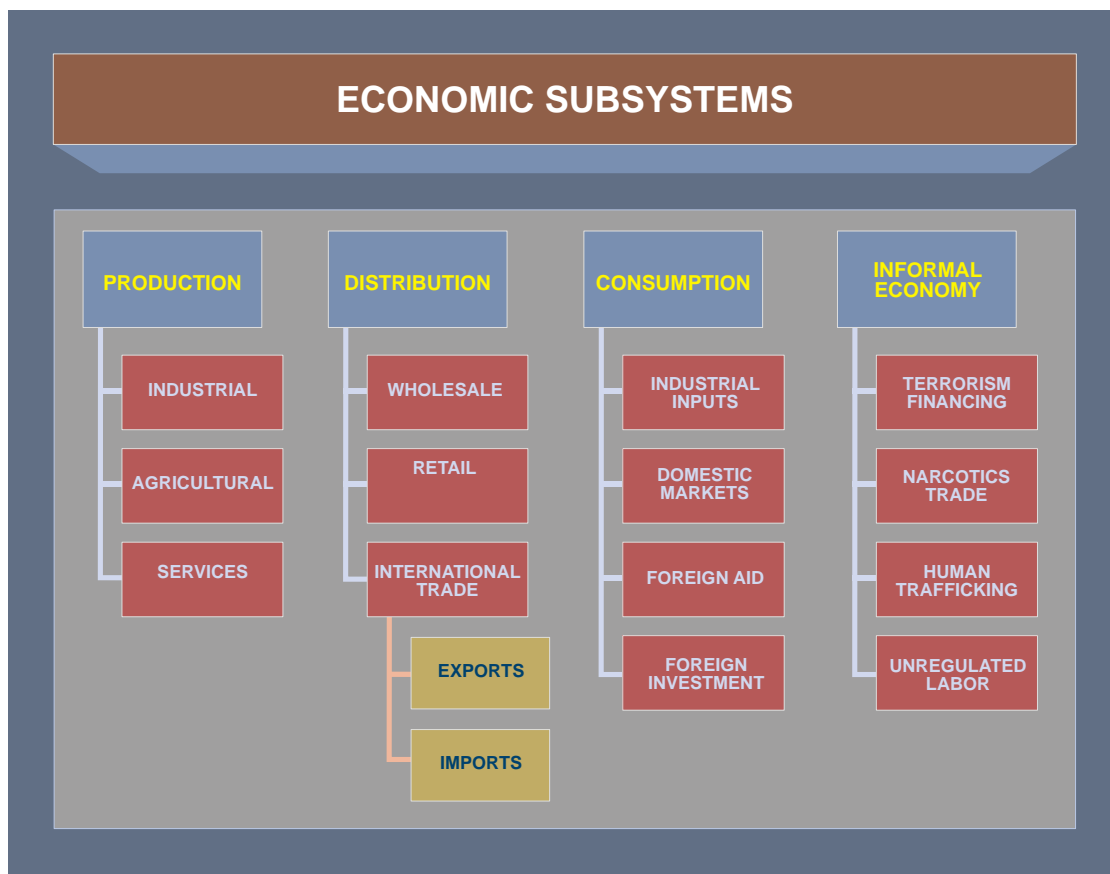 ECONOMIC SUBSYSTEMS
PRODUCTION
INDUSTRIAL
AGRICULTURAL
SERVICES
DISTRIBUTION
WHOLESALE
RETAIL
INTERNATIONAL
TRADE
EXPORTS
IMPORTS
CONSUMPTION
INDUSTRIAL
INPUTS
DOMESTIC
MARKETS
FOREIGN AID
FOREIGN
INVESTMENT
INFORMAL
ECONOMY
TERRORISM
FINANCING
NARCOTICS
TRADE
HUMAN
TRAFFICKING
UNREGULATED
LABOR